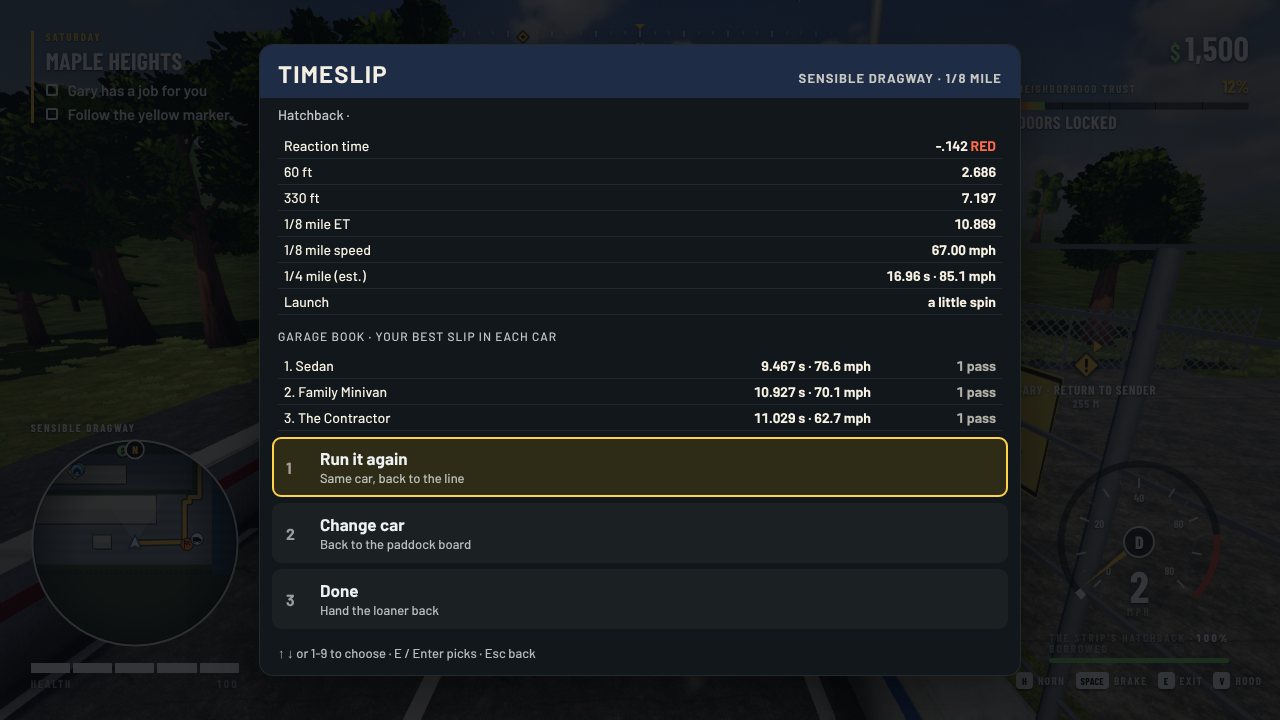 SATURDAY
MAPLE HEIGHTS
Gary has a job for you
Follow the yellow marker.
$1,500
NEIGHBORHOOD TRUST 12%
DOORS LOCKED
TIMESLIP
SENSIBLE DRAGWAY · 1/8 MILE
Hatchback ·
Reaction time -.142 RED
60 ft 2.686
330 ft 7.197
1/8 mile ET 10.869
1/8 mile speed 67.00 mph
1/4 mile (est.) 16.96 s · 85.1 mph
Launch a little spin
GARAGE BOOK · YOUR BEST SLIP IN EACH CAR
1. Sedan 9.467 s · 76.6 mph 1 pass
2. Family Minivan 10.927 s · 70.1 mph 1 pass
3. The Contractor 11.029 s · 62.7 mph 1 pass
1 Run it again
Same car, back to the line
2 Change car
Back to the paddock board
3 Done
Hand the loaner back
↑ ↓ or 1-9 to choose · E / Enter picks · Esc back
ARY · RETURN TO SENDER
255 M
SENSIBLE DRAGWAY
N
HEALTH 100
0 20 40 60 80
D
2
MPH
THE STRIP'S HATCHBACK · 100%
BORROWED
H HORN SPACE BRAKE E EXIT V HOOD